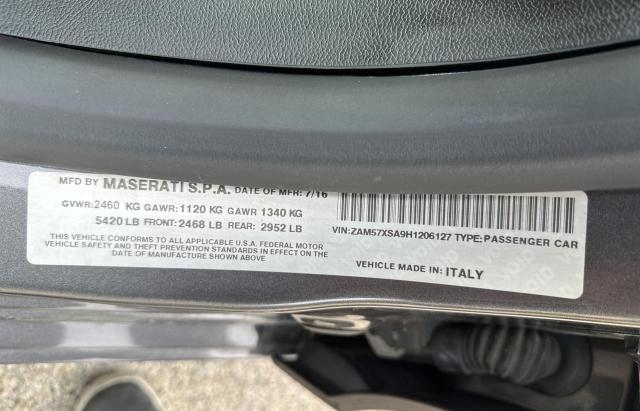 MFD BY MASERATI S.P.A. DATE OF MFR: 7/16
GVWR:2460 KG GAWR:1120 KG GAWR 1340 KG
5420 LB FRONT:2468 LB REAR: 2952 LB
THIS VEHICLE CONFORMS TO ALL APPLICABLE U.S.A. FEDERAL MOTOR
VEHICLE SAFETY AND THEFT PREVENTION STANDARDS IN EFFECT ON THE
DATE OF MANUFACTURE SHOWN ABOVE
VIN:ZAM57XSA9H1206127 TYPE:PASSENGER CAR
VEHICLE MADE IN: ITALY